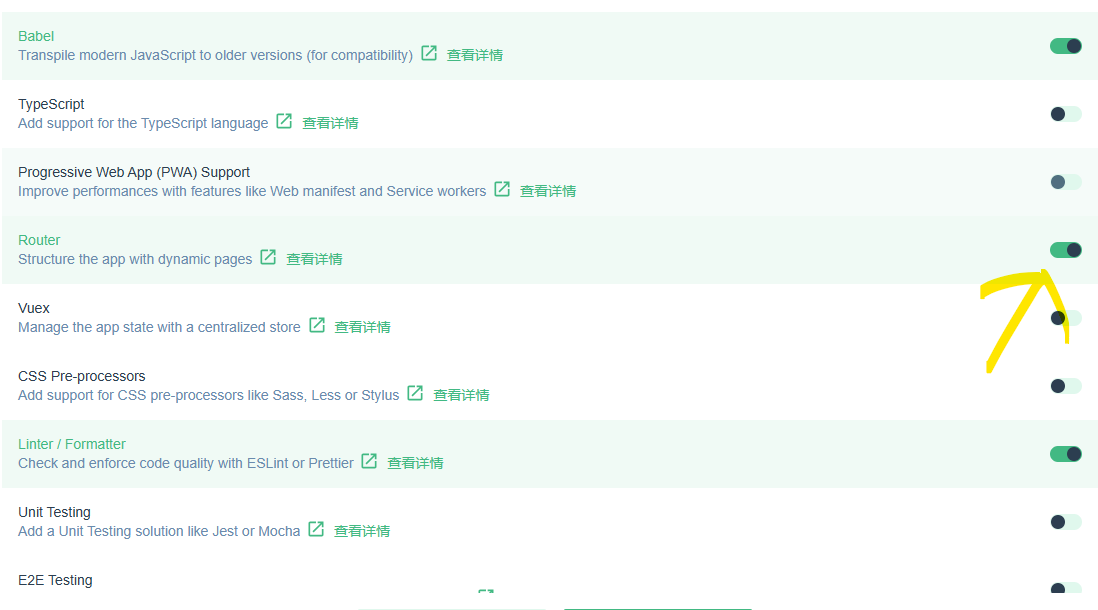 Babel
Transpile modern JavaScript to older versions (for compatibility) 查看详情
TypeScript
Add support for the TypeScript language 查看详情
Progressive Web App (PWA) Support
Improve performances with features like Web manifest and Service workers 查看详情
Router
Structure the app with dynamic pages 查看详情
Vuex
Manage the app state with a centralized store 查看详情
CSS Pre-processors
Add support for CSS pre-processors like Sass, Less or Stylus 查看详情
Linter / Formatter
Check and enforce code quality with ESLint or Prettier 查看详情
Unit Testing
Add a Unit Testing solution like Jest or Mocha 查看详情
E2E Testing